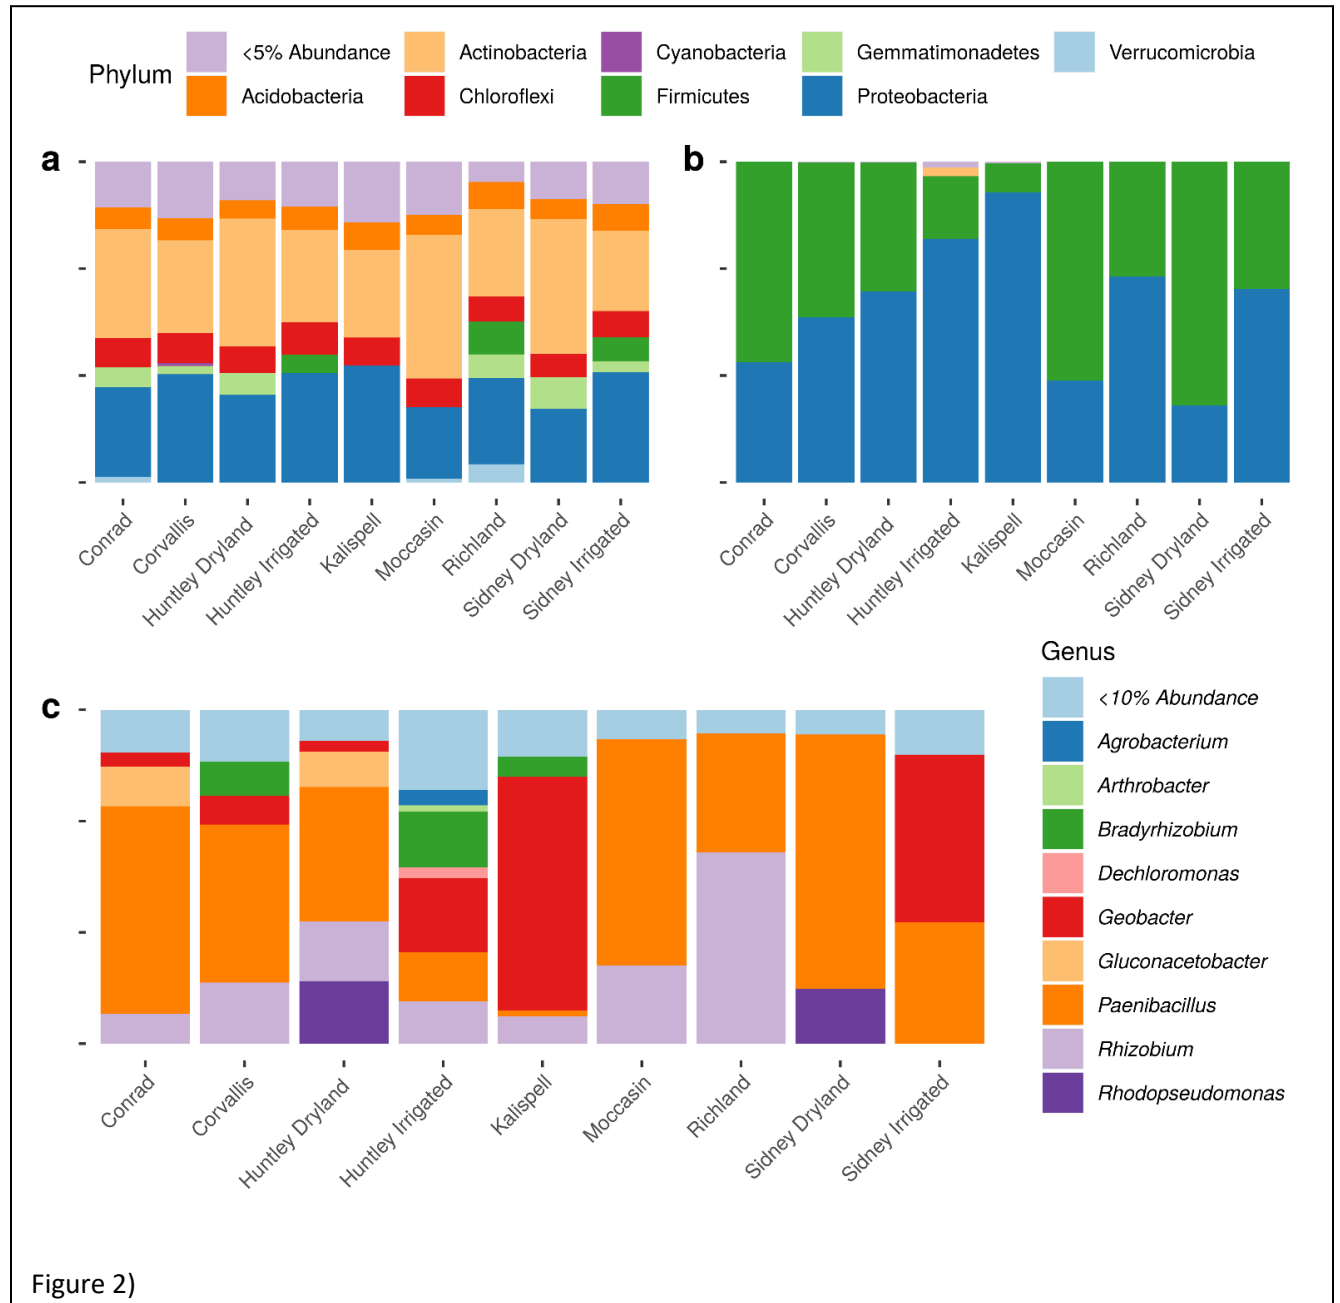 Phylum
<5% Abundance
Actinobacteria
Cyanobacteria
Gemmatimonadetes
Verrucomicrobia
Acidobacteria
Chloroflexi
Firmicutes
Proteobacteria
a
Conrad
Corvallis
Huntley Dryland
Huntley Irrigated
Kalispell
Moccasin
Richland
Sidney Dryland
Sidney Irrigated
b
Conrad
Corvallis
Huntley Dryland
Huntley Irrigated
Kalispell
Moccasin
Richland
Sidney Dryland
Sidney Irrigated
c
Conrad
Corvallis
Huntley Dryland
Huntley Irrigated
Kalispell
Moccasin
Richland
Sidney Dryland
Sidney Irrigated
Genus
<10% Abundance
Agrobacterium
Arthrobacter
Bradyrhizobium
Dechloromonas
Geobacter
Gluconacetobacter
Paenibacillus
Rhizobium
Rhodopseudomonas
Figure 2)